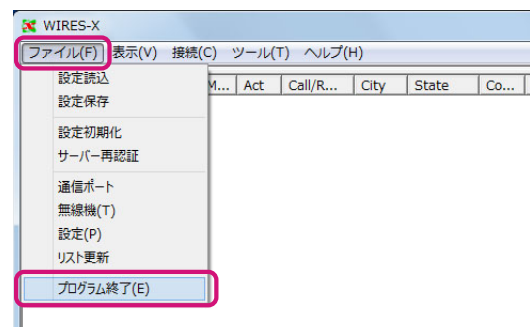 WIRES-X
ファイル(F) 表示(V) 接続(C) ツール(T) ヘルプ(H)
設定読込 M... Act Call/R... City State Co...
設定保存
設定初期化
サーバー再認証
通信ポート
無線機(T)
設定(P)
リスト更新
プログラム終了(E)